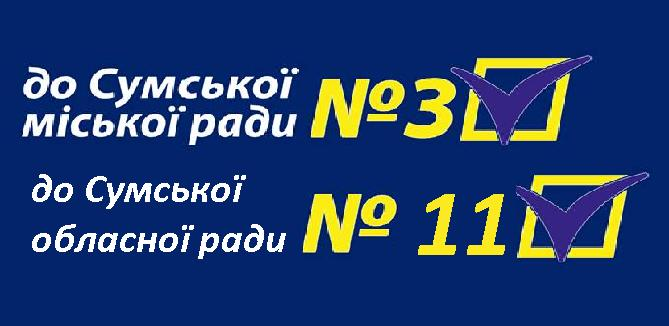 до Сумської
міської ради №3
до Сумської
обласної ради № 11